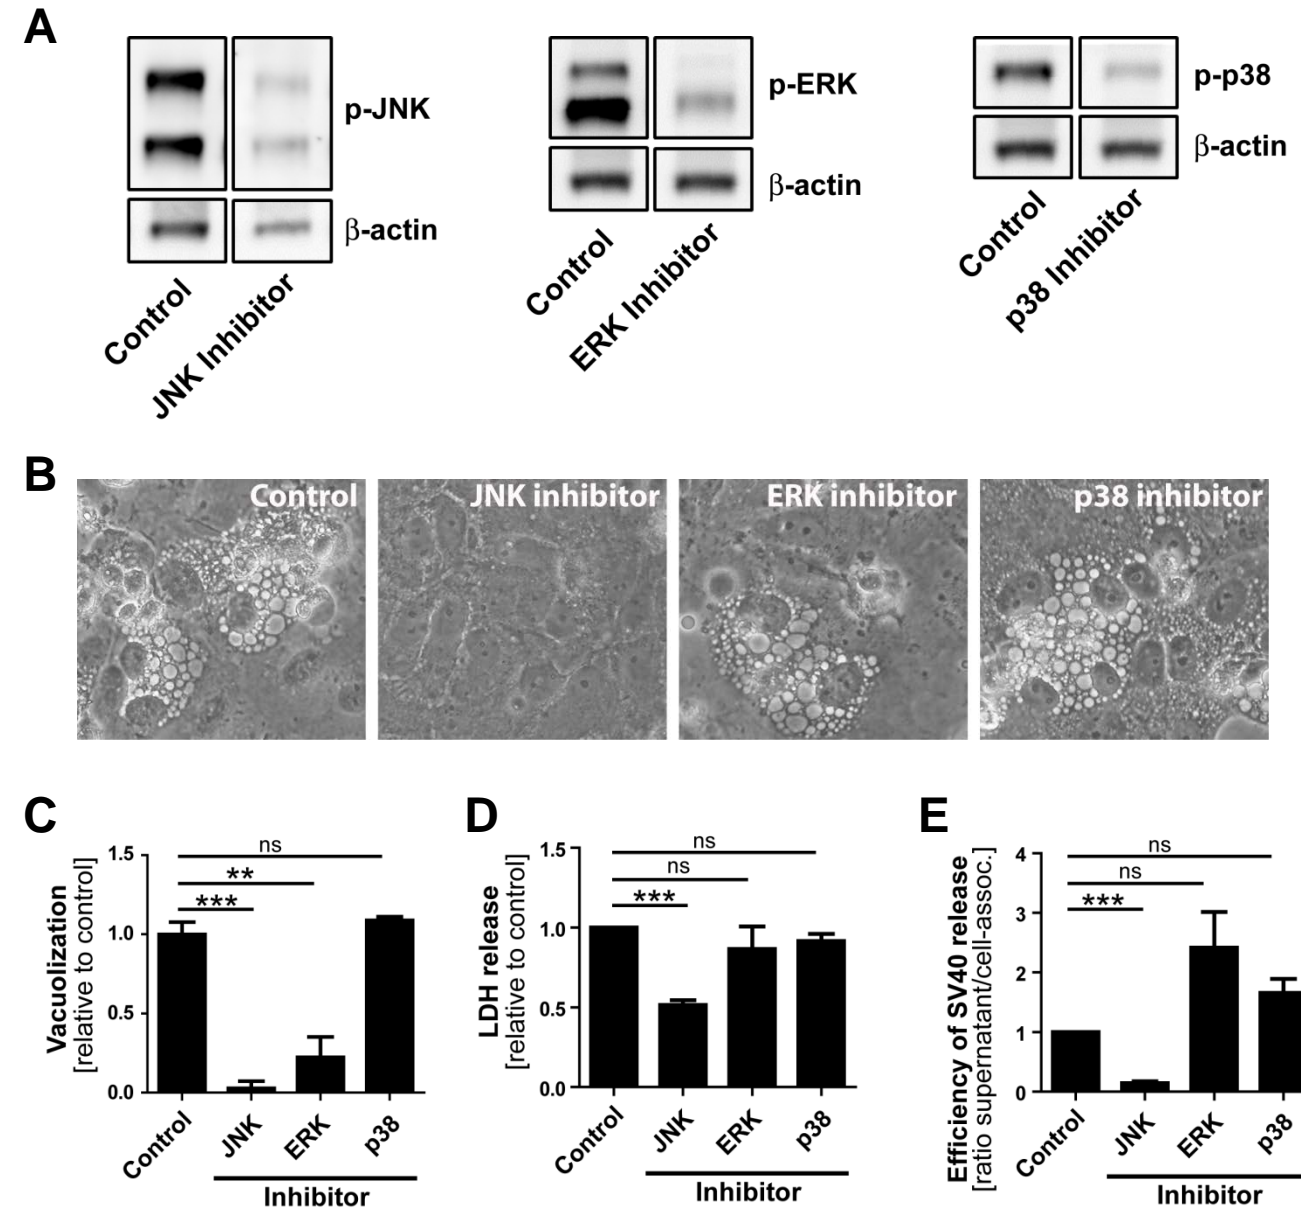 A
p-JNK
β-actin
Control
JNK Inhibitor
p-ERK
β-actin
Control
ERK Inhibitor
p-p38
β-actin
Control
p38 Inhibitor
B
Control
JNK inhibitor
ERK inhibitor
p38 inhibitor
C
Vacuolization
[relative to control]
1.5
1.0
0.5
0.0
ns
**
***
Control
JNK
ERK
p38
Inhibitor
D
LDH release
[relative to control]
1.5
1.0
0.5
0.0
ns
ns
***
Control
JNK
ERK
p38
Inhibitor
E
Efficiency of SV40 release
[ratio supernatant/cell-assoc.]
4
3
2
1
0
ns
ns
***
Control
JNK
ERK
p38
Inhibitor